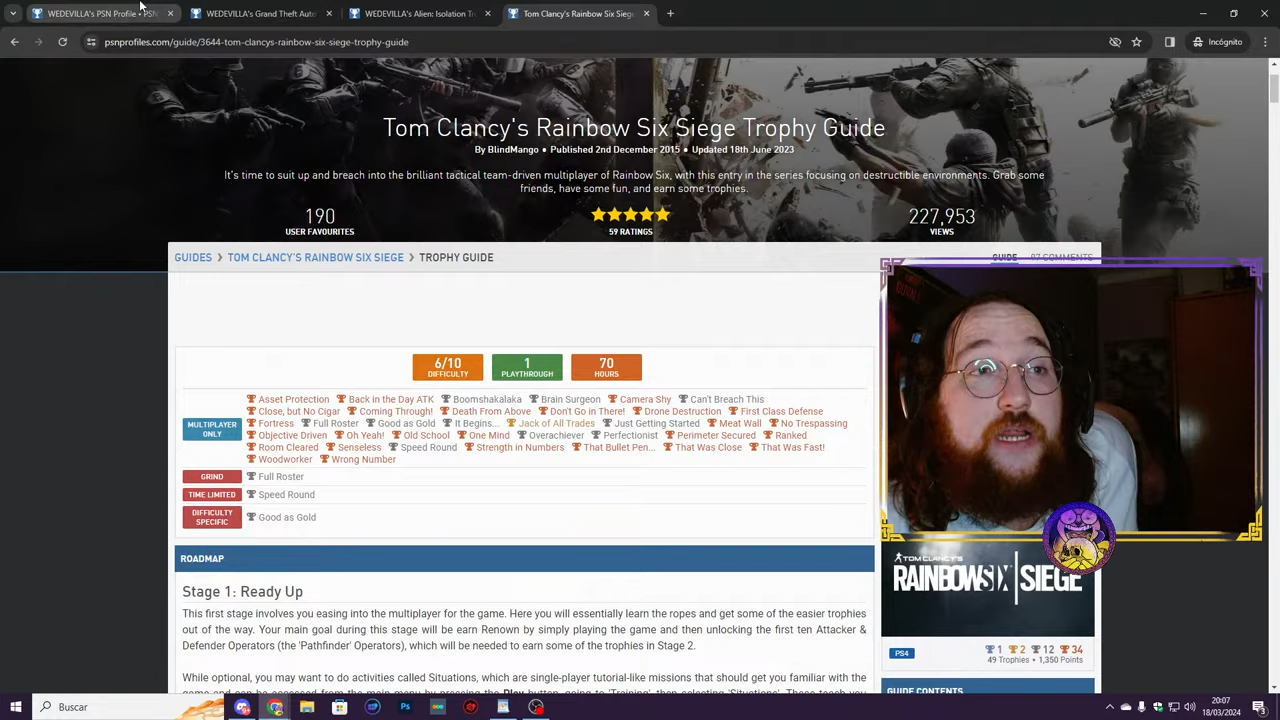 WEDEVILLA's PSN Profile • PSN
WEDEVILLA's Grand Theft Auto
WEDEVILLA's Alien: Isolation Tr
Tom Clancy's Rainbow Six Siege
psnprofiles.com/guide/3644-tom-clancys-rainbow-six-siege-trophy-guide
Incógnito
Tom Clancy's Rainbow Six Siege Trophy Guide
By BlindMango • Published 2nd December 2015 • Updated 18th June 2023
It's time to suit up and breach into the brilliant tactical team-driven multiplayer of Rainbow Six, with this entry in the series focusing on destructible environments. Grab some
friends, have some fun, and earn some trophies.
190
USER FAVOURITES
59 RATINGS
227,953
VIEWS
GUIDES > TOM CLANCY'S RAINBOW SIX SIEGE > TROPHY GUIDE
GUIDE 97 COMMENTS
6/10
DIFFICULTY
1
PLAYTHROUGH
70
HOURS
MULTIPLAYER ONLY
Asset Protection Back in the Day ATK Boomshakalaka Brain Surgeon Camera Shy Can't Breach This
Close, but No Cigar Coming Through! Death From Above Don't Go in There! Drone Destruction First Class Defense
Fortress Full Roster Good as Gold It Begins... Jack of All Trades Just Getting Started Meat Wall No Trespassing
Objective Driven Oh Yeah! Old School One Mind Overachiever Perfectionist Perimeter Secured Ranked
Room Cleared Senseless Speed Round Strength in Numbers That Bullet Pen... That Was Close That Was Fast!
Woodworker Wrong Number
GRIND Full Roster
TIME LIMITED Speed Round
DIFFICULTY SPECIFIC Good as Gold
ROADMAP
Stage 1: Ready Up
This first stage involves you easing into the multiplayer for the game. Here you will essentially learn the ropes and get some of the easier trophies
out of the way. Your main goal during this stage will be earn Renown by simply playing the game and then unlocking the first ten Attacker &
Defender Operators (the 'Pathfinder' Operators), which will be needed to earn some of the trophies in Stage 2.
While optional, you may want to do activities called Situations, which are single-player tutorial-like missions that should get you familiar with the
TOM CLANCY'S
RAINBOW SIX | SIEGE
PS4
1 2 12 34
49 Trophies • 1,350 Points
GUIDE CONTENTS
Buscar
20:07
18/03/2024